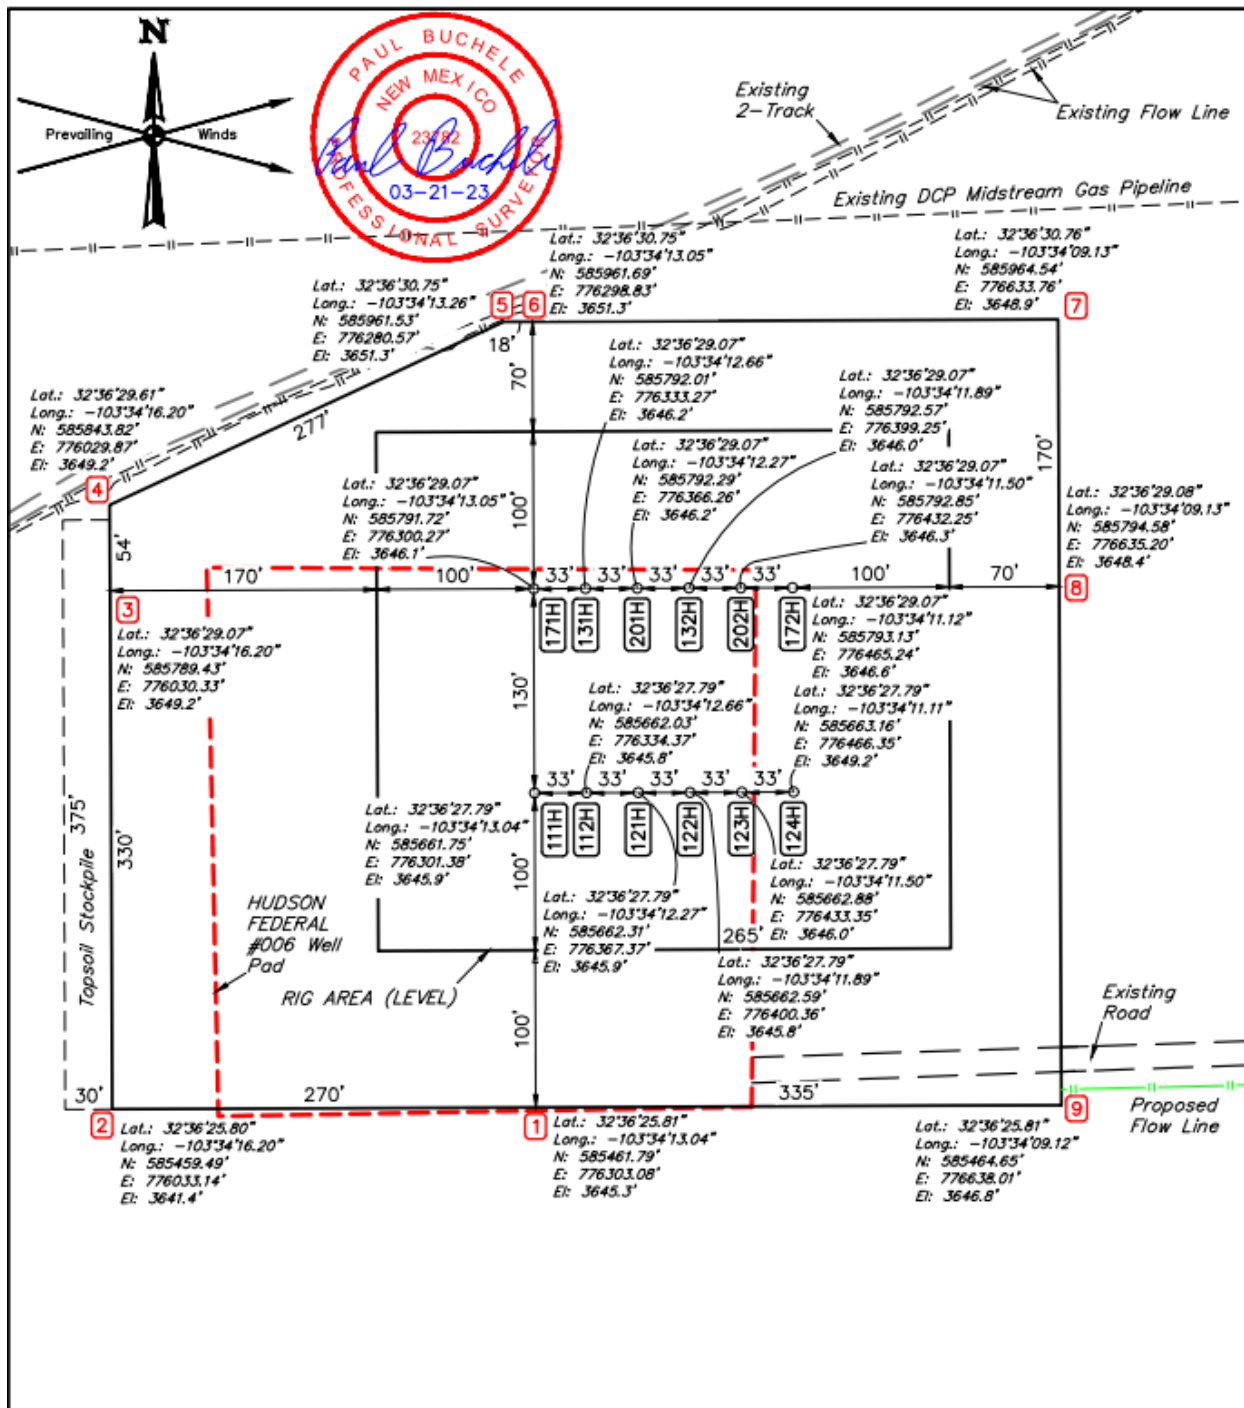 N
Prevailing
Winds
PAUL BUCHELE
NEW MEXICO
23782
PROFESSIONAL SURVEYOR
Paul Buchele
03-21-23
Existing
2-Track
Existing Flow Line
Existing DCP Midstream Gas Pipeline
Lat.: 32°36'30.75"
Long.: -103°34'13.05"
N: 585961.69'
E: 776298.83'
El: 3651.3'
Lat.: 32°36'30.76"
Long.: -103°34'09.13"
N: 585964.54'
E: 776633.76'
El: 3648.9'
Lat.: 32°36'30.75"
Long.: -103°34'13.26"
N: 585961.53'
E: 776280.57'
El: 3651.3'
5
6
7
18'
70'
Lat.: 32°36'29.61"
Long.: -103°34'16.20"
N: 585843.82'
E: 776029.87'
El: 3649.2'
4
277'
Lat.: 32°36'29.07"
Long.: -103°34'12.66"
N: 585792.01'
E: 776333.27'
El: 3646.2'
Lat.: 32°36'29.07"
Long.: -103°34'11.89"
N: 585792.57'
E: 776399.25'
El: 3646.0'
Lat.: 32°36'29.07"
Long.: -103°34'12.27"
N: 585792.29'
E: 776366.26'
El: 3646.2'
Lat.: 32°36'29.07"
Long.: -103°34'11.50"
N: 585792.85'
E: 776432.25'
El: 3646.3'
170'
Lat.: 32°36'29.07"
Long.: -103°34'13.05"
N: 585791.72'
E: 776300.27'
El: 3646.1'
100'
Lat.: 32°36'29.08"
Long.: -103°34'09.13"
N: 585794.58'
E: 776635.20'
El: 3648.4'
8
54'
170'
100'
33'
33'
33'
33'
33'
100'
70'
3
171H
131H
201H
132H
202H
172H
Lat.: 32°36'29.07"
Long.: -103°34'16.20"
N: 585789.43'
E: 776030.33'
El: 3649.2'
Lat.: 32°36'29.07"
Long.: -103°34'11.12"
N: 585793.13'
E: 776465.24'
El: 3646.6'
130'
Lat.: 32°36'27.79"
Long.: -103°34'12.66"
N: 585662.03'
E: 776334.37'
El: 3645.8'
Lat.: 32°36'27.79"
Long.: -103°34'11.11"
N: 585663.16'
E: 776466.35'
El: 3649.2'
33'
33'
33'
33'
33'
111H
112H
121H
122H
123H
124H
375'
Topsoil Stockpile
330'
Lat.: 32°36'27.79"
Long.: -103°34'13.04"
N: 585661.75'
E: 776301.38'
El: 3645.9'
100'
Lat.: 32°36'27.79"
Long.: -103°34'11.50"
N: 585662.88'
E: 776433.35'
El: 3646.0'
Lat.: 32°36'27.79"
Long.: -103°34'12.27"
N: 585662.31'
E: 776367.37'
El: 3645.9'
265'
HUDSON
FEDERAL
#006 Well
Pad
RIG AREA (LEVEL)
Lat.: 32°36'27.79"
Long.: -103°34'11.89"
N: 585662.59'
E: 776400.36'
El: 3645.8'
100'
Existing
Road
30'
270'
335'
2
1
9
Proposed
Flow Line
Lat.: 32°36'25.80"
Long.: -103°34'16.20"
N: 585459.49'
E: 776033.14'
El: 3641.4'
Lat.: 32°36'25.81"
Long.: -103°34'13.04"
N: 585461.79'
E: 776303.08'
El: 3645.3'
Lat.: 32°36'25.81"
Long.: -103°34'09.12"
N: 585464.65'
E: 776638.01'
El: 3646.8'